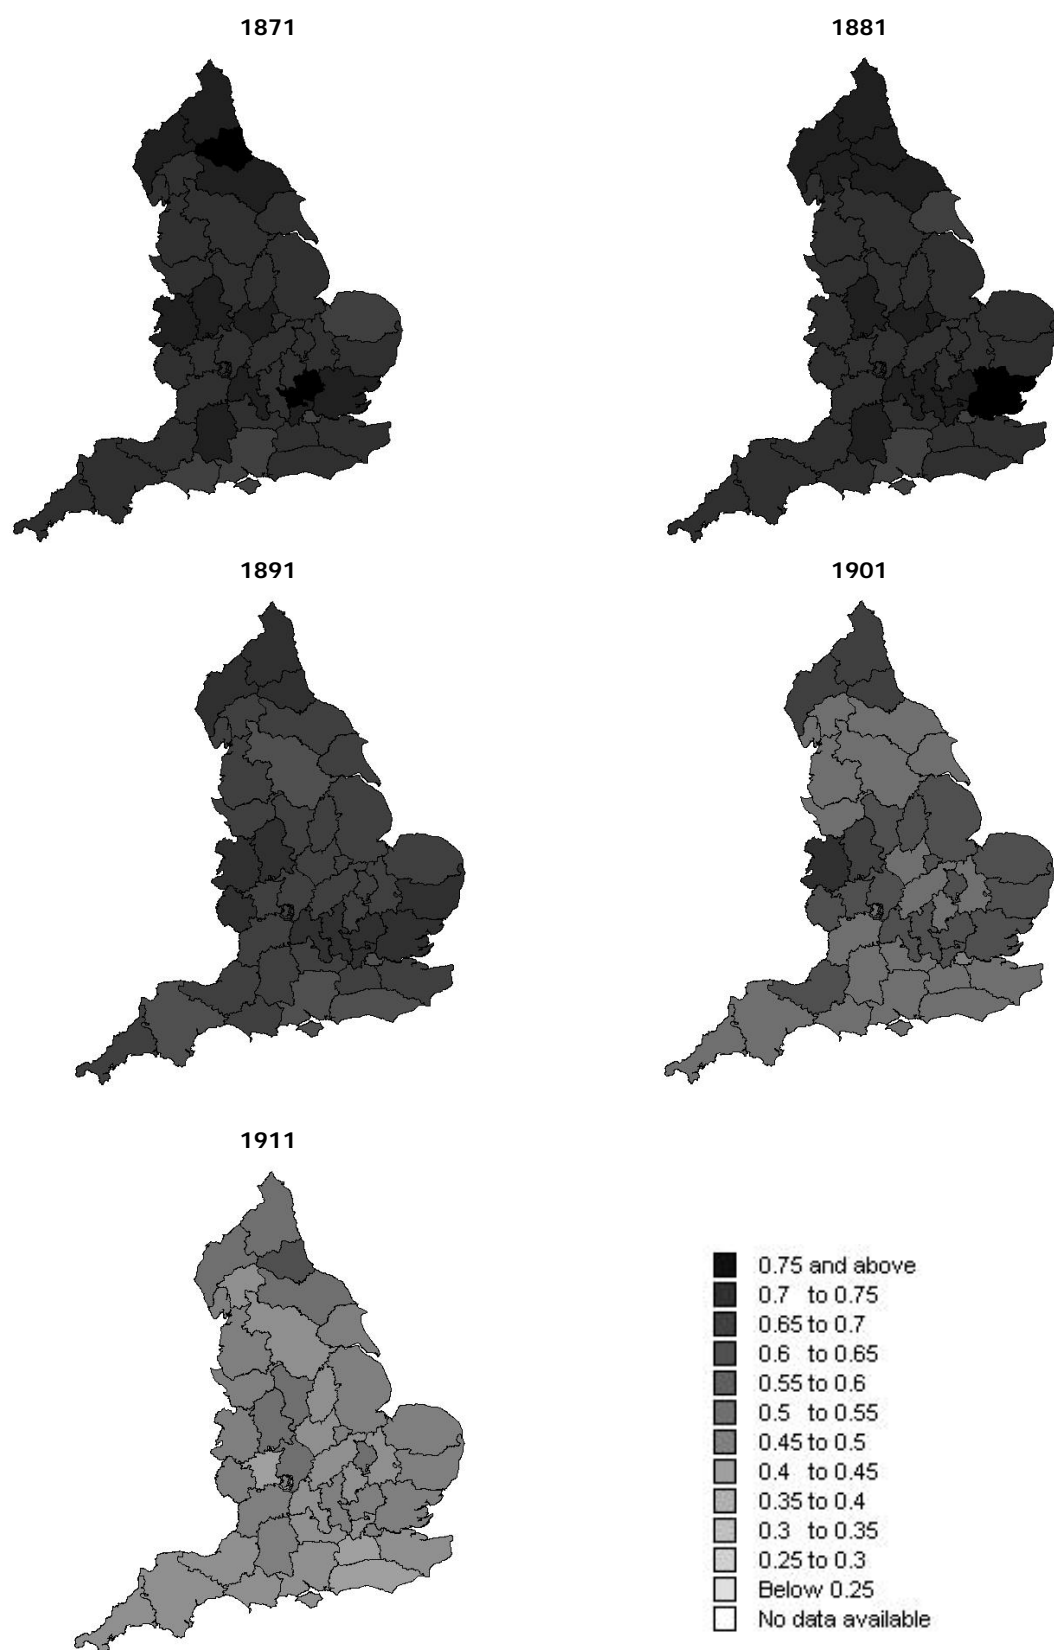 1871
1881
1891
1901
1911
0.75 and above
0.7 to 0.75
0.65 to 0.7
0.6 to 0.65
0.55 to 0.6
0.5 to 0.55
0.45 to 0.5
0.4 to 0.45
0.35 to 0.4
0.3 to 0.35
0.25 to 0.3
Below 0.25
No data available